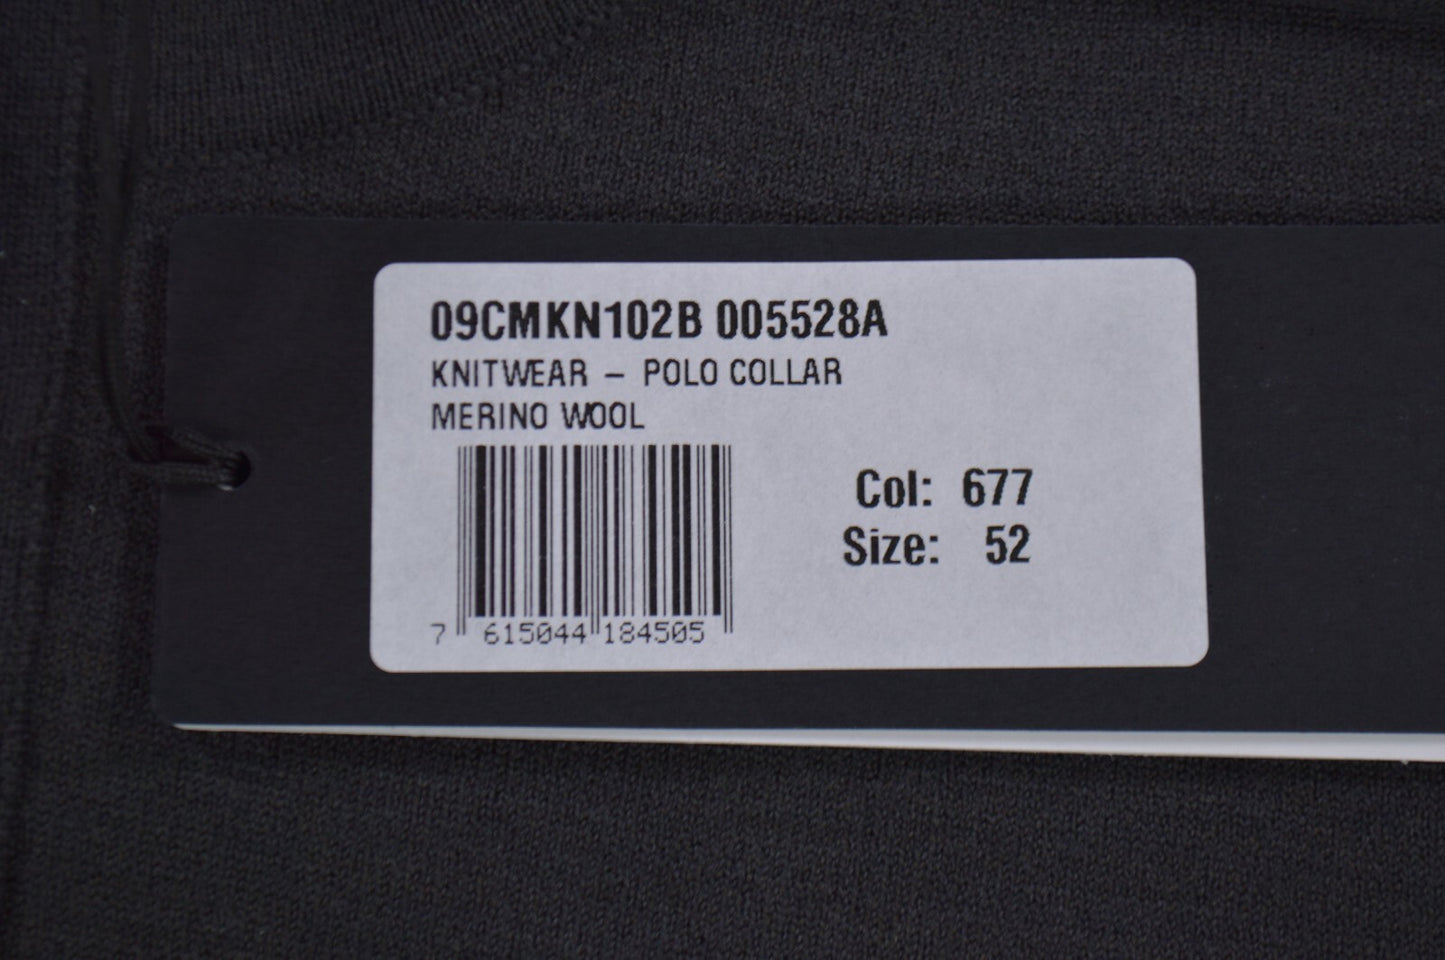 09CMKN102B 005528A
KNITWEAR – POLO COLLAR
MERINO WOOL
Col: 677
Size: 52
7 615044 184505